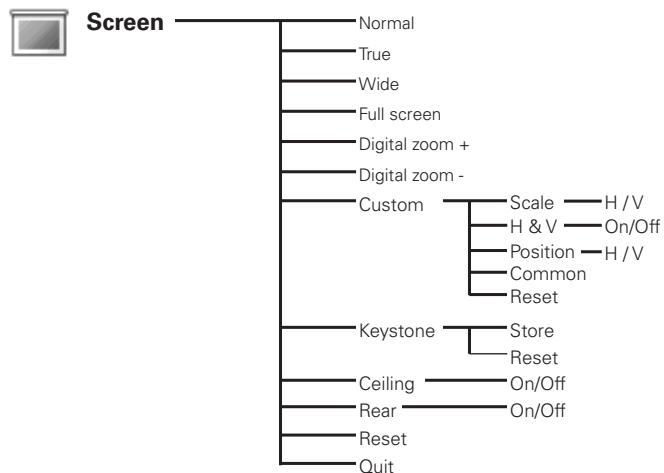 Screen
Normal
True
Wide
Full screen
Digital zoom +
Digital zoom -
Custom
Scale
H / V
H & V
On/Off
Position
H / V
Common
Reset
Keystone
Store
Reset
Ceiling
On/Off
Rear
On/Off
Reset
Quit